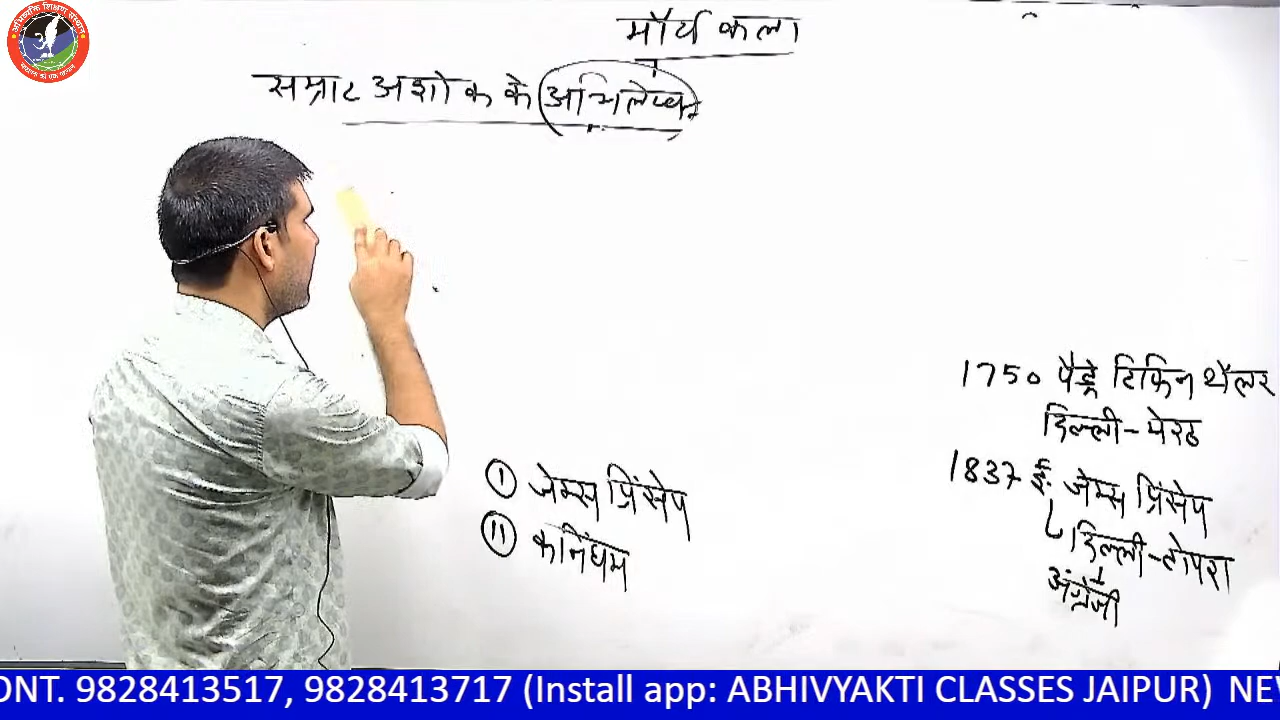 मौर्य कला
सम्राट अशोक के अभिलेख
1750 पैड्रे टिफिन थॅलर
दिल्ली-मेरठ
1837 ई. जेम्स प्रिंसेप
दिल्ली-टोपरा
अंग्रेजी
(I) जेम्स प्रिंसेप
(II) कनिंघम
ONT. 9828413517, 9828413717 (Install app: ABHIVYAKTI CLASSES JAIPUR) NE